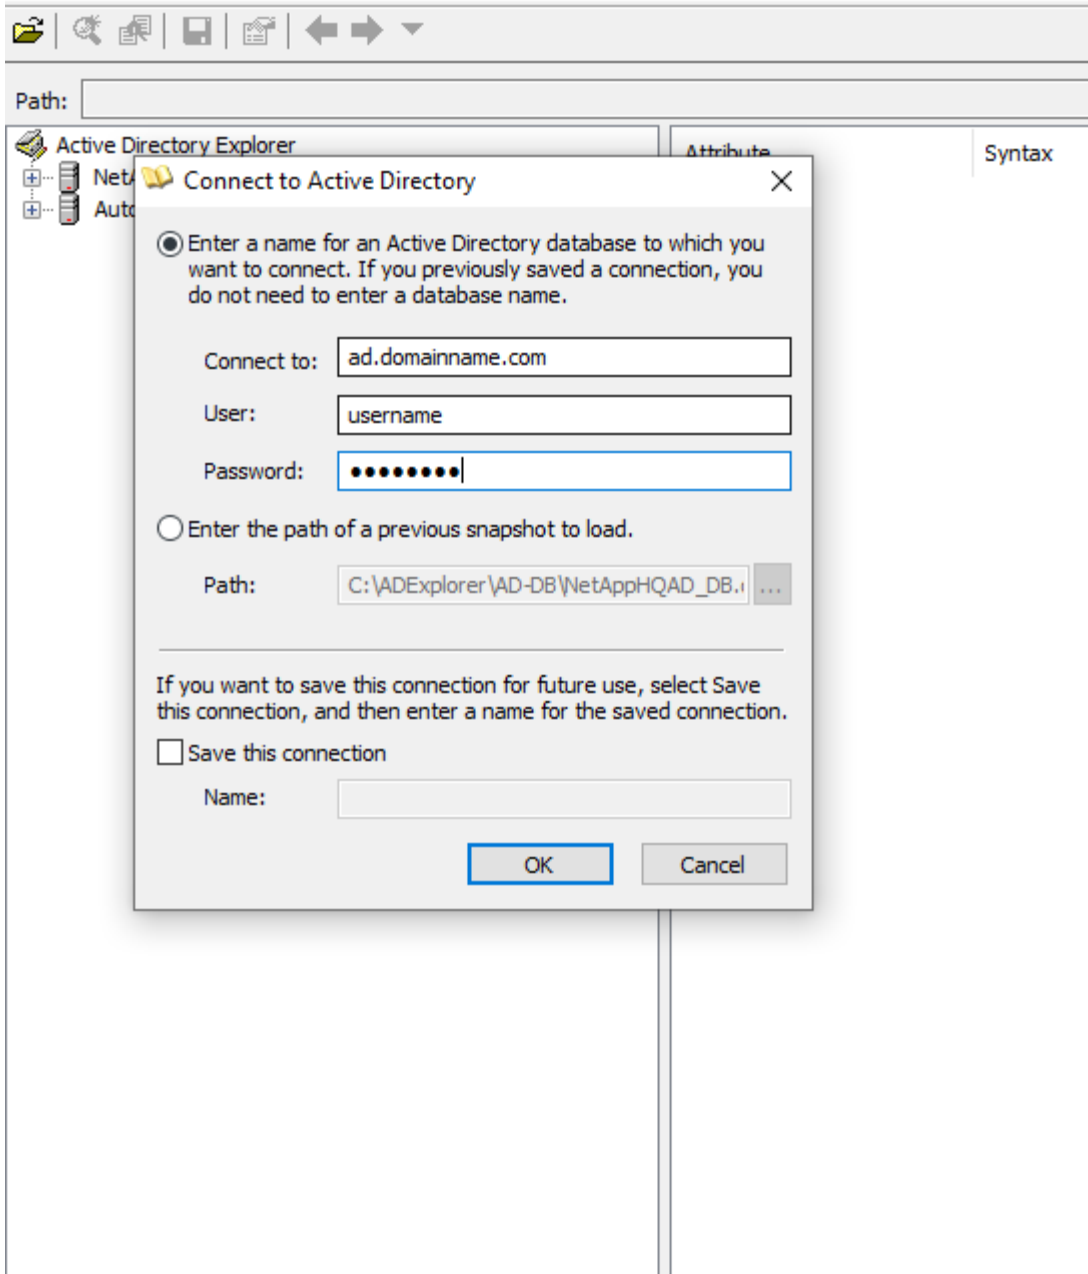 Path:
Active Directory Explorer
Attribute
Syntax
Connect to Active Directory
Enter a name for an Active Directory database to which you
want to connect. If you previously saved a connection, you
do not need to enter a database name.
Connect to: ad.domainname.com
User: username
Password: ••••••••
Enter the path of a previous snapshot to load.
Path: C:\ADExplorer\AD-DB\NetAppHQAD_DB. ...
If you want to save this connection for future use, select Save
this connection, and then enter a name for the saved connection.
Save this connection
Name:
OK Cancel